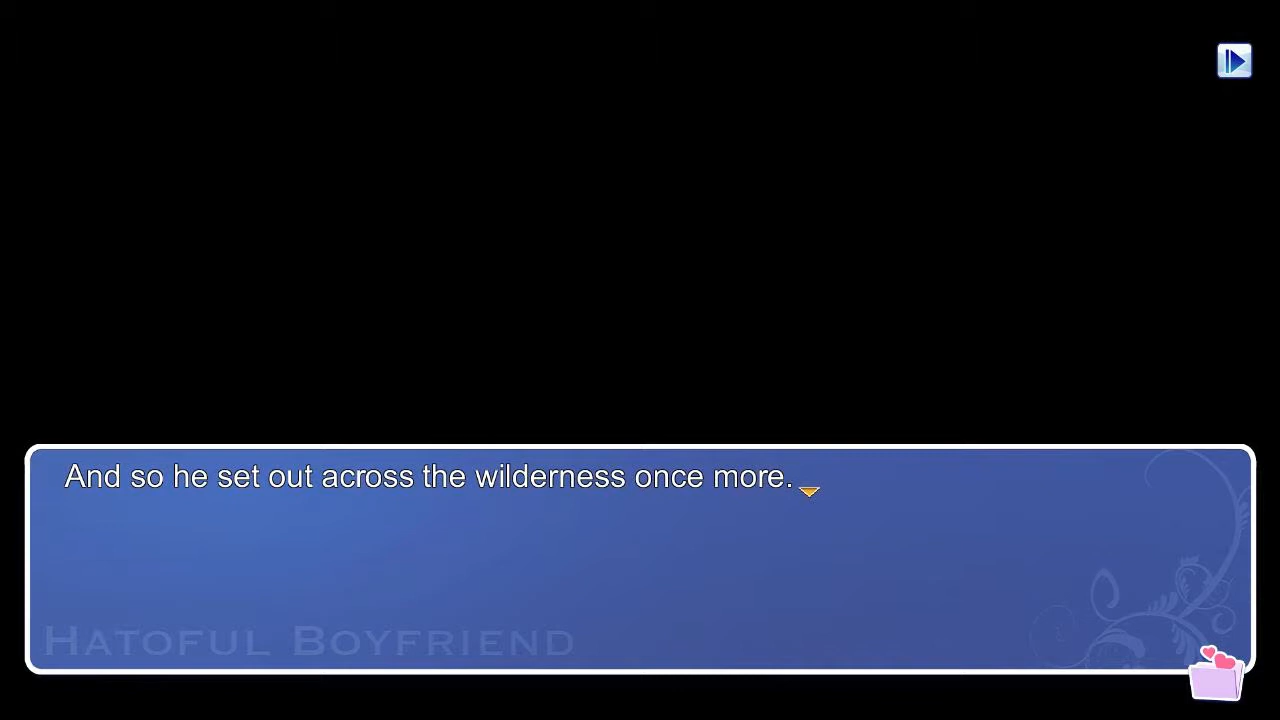 And so he set out across the wilderness once more.
HATOFUL BOYFRIEND